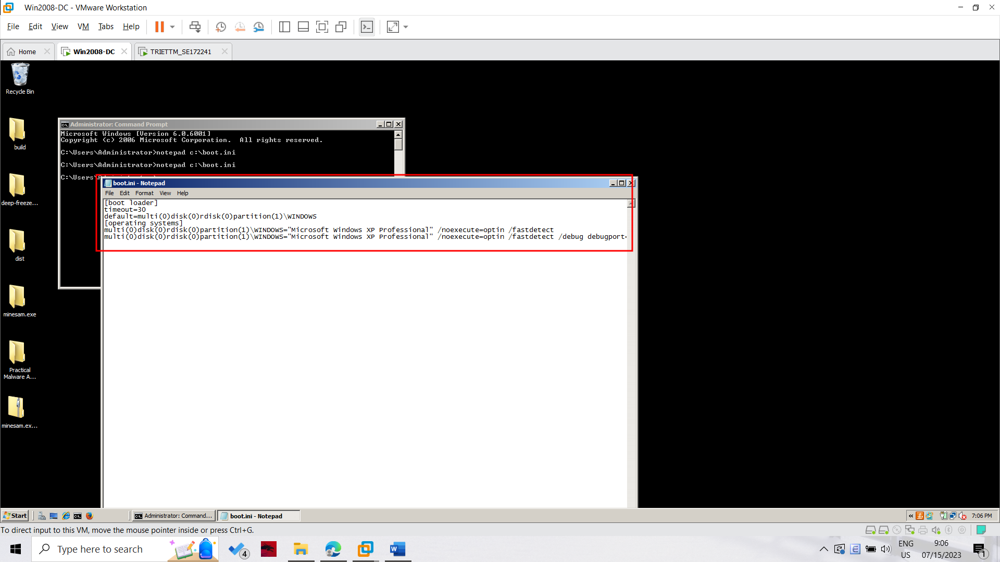 Win2008-DC - VMware Workstation
File Edit View VM Tabs Help
Home Win2008-DC TRIETTM_SE172241
Recycle Bin
build
deep-freeze...
dist
minesam.exe
Practical
Malware A...
minesam.ex...
Administrator: Command Prompt
Microsoft Windows [Version 6.0.6001]
Copyright (c) 2006 Microsoft Corporation. All rights reserved.
C:\Users\Administrator>notepad c:\boot.ini
C:\Users\Administrator>notepad c:\boot.ini
C:\Users\
boot.ini - Notepad
File Edit Format View Help
[boot loader]
timeout=30
default=multi(0)disk(0)rdisk(0)partition(1)\WINDOWS
[operating systems]
multi(0)disk(0)rdisk(0)partition(1)\WINDOWS="Microsoft Windows XP Professional" /noexecute=optin /fastdetect
multi(0)disk(0)rdisk(0)partition(1)\WINDOWS="Microsoft Windows XP Professional" /noexecute=optin /fastdetect /debug debugport=
Start Administrator: Command... boot.ini - Notepad 7:06 PM
To direct input to this VM, move the mouse pointer inside or press Ctrl+G.
Type here to search
4
ENG
US
9:06
07/15/2023
1